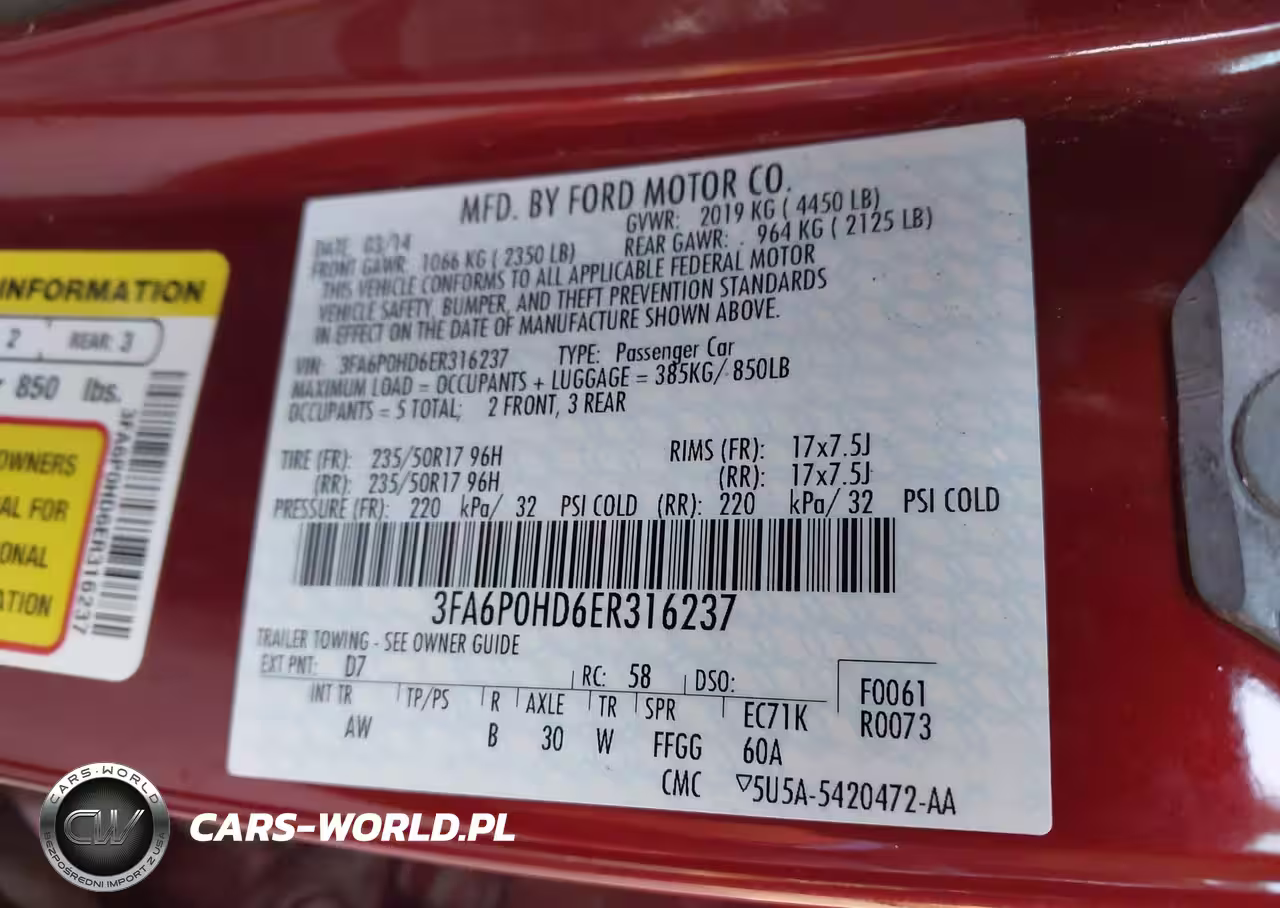 MFD. BY FORD MOTOR CO.
DATE: 03/14 GVWR: 2019 KG ( 4450 LB)
FRONT GAWR: 1066 KG ( 2350 LB) REAR GAWR: 964 KG ( 2125 LB)
THIS VEHICLE CONFORMS TO ALL APPLICABLE FEDERAL MOTOR
VEHICLE SAFETY, BUMPER, AND THEFT PREVENTION STANDARDS
IN EFFECT ON THE DATE OF MANUFACTURE SHOWN ABOVE.
VIN: 3FA6P0HD6ER316237 TYPE: Passenger Car
MAXIMUM LOAD = OCCUPANTS + LUGGAGE = 385KG/ 850LB
OCCUPANTS = 5 TOTAL; 2 FRONT, 3 REAR
TIRE (FR): 235/50R17 96H RIMS (FR): 17x7.5J
(RR): 235/50R17 96H (RR): 17x7.5J
PRESSURE (FR): 220 kPa/ 32 PSI COLD (RR): 220 kPa/ 32 PSI COLD
3FA6P0HD6ER316237
TRAILER TOWING - SEE OWNER GUIDE
EXT PNT: D7 RC: 58 DSO:
INT TR TP/PS R AXLE TR SPR EC71K
AW B 30 W FFGG 60A
CMC ▽5U5A-5420472-AA
F0061
R0073
INFORMATION
2 REAR: 3
850 lbs.
OWNERS
AL FOR
ONAL
ATION
3FA6P0HD6ER316237
CARS-WORLD
CW
BEZPOŚREDNI IMPORT Z USA
CARS-WORLD.PL